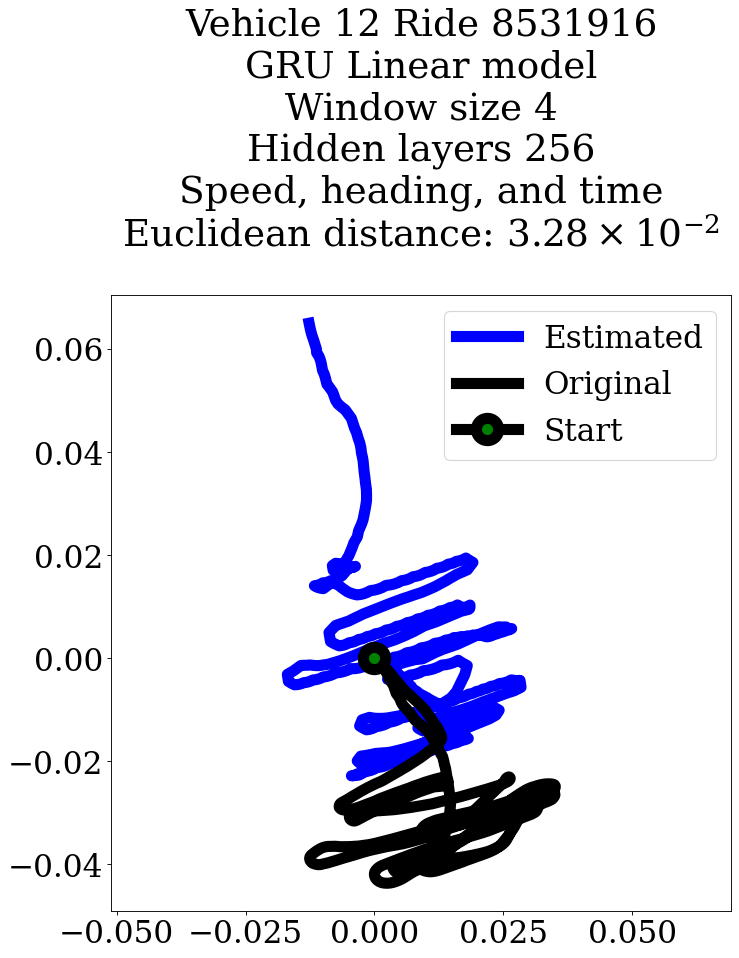 Vehicle 12 Ride 8531916
GRU Linear model
Window size 4
Hidden layers 256
Speed, heading, and time
Euclidean distance: 3.28 × 10⁻²
Estimated
Original
Start
0.06
0.04
0.02
0.00
−0.02
−0.04
−0.050 −0.025 0.000 0.025 0.050